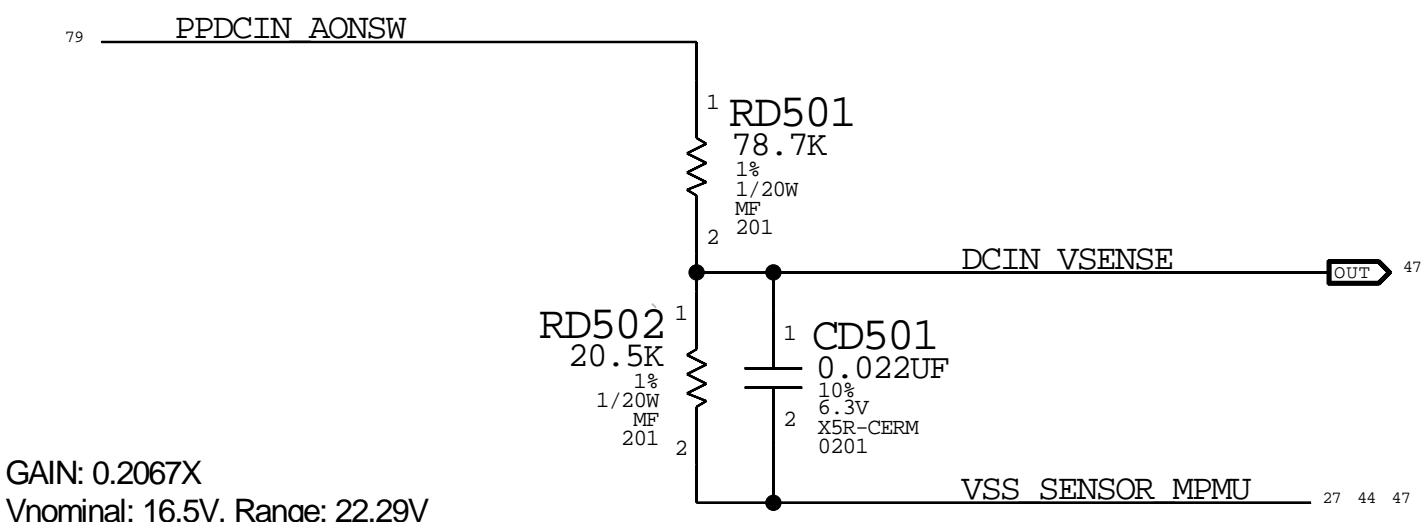 79 PPDCIN AONSW
1 RD501
78.7K
1%
1/20W
MF
201
2
DCIN VSENSE OUT 47
RD502 1
20.5K
1%
1/20W
MF
201
2
1 CD501
0.022UF
10%
6.3V
2 X5R-CERM
0201
GAIN: 0.2067X
Vnominal: 16.5V, Range: 22.29V
VSS SENSOR MPMU 27 44 47